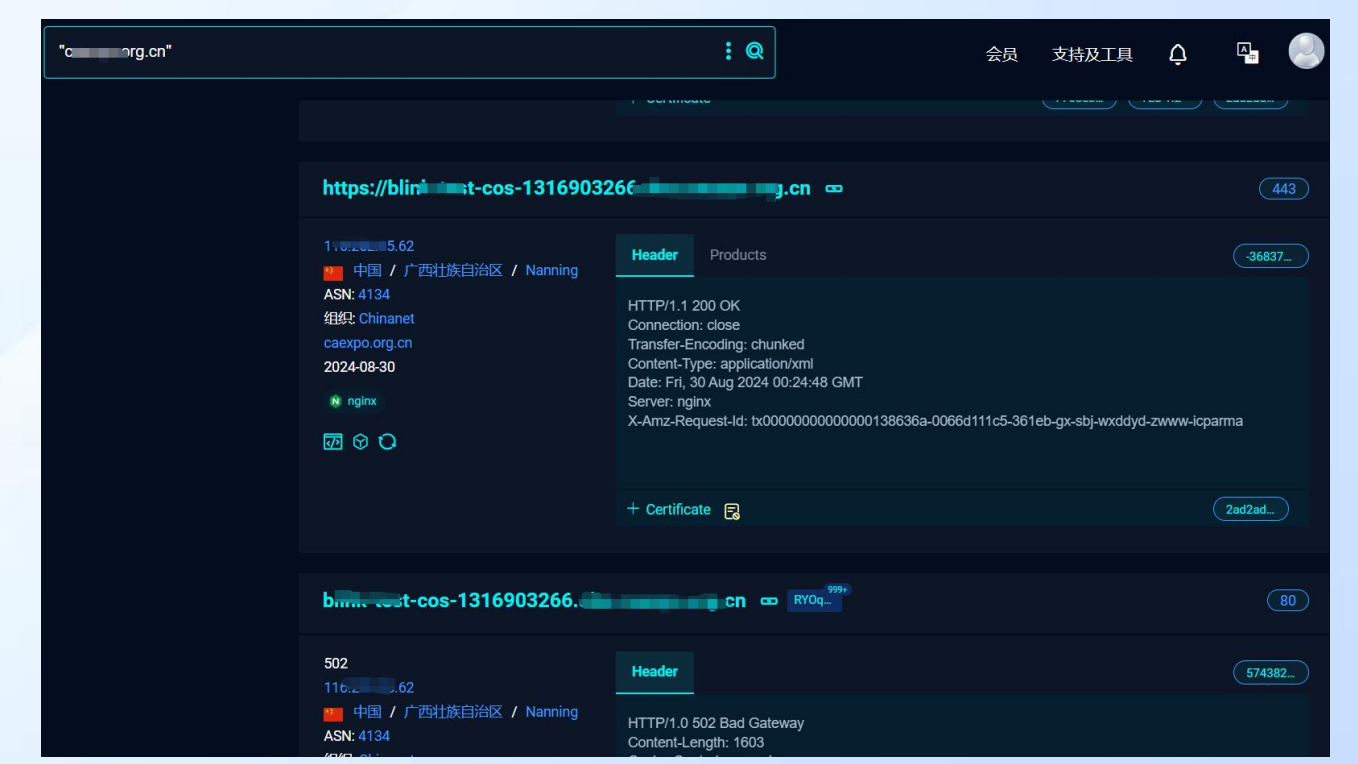 "c org.cn"
会员 支持及工具
https://blin st-cos-1316903266 .cn 443
5.62
中国 / 广西壮族自治区 / Nanning
ASN: 4134
组织: Chinanet
caexpo.org.cn
2024-08-30
nginx
Header Products -36837...
HTTP/1.1 200 OK
Connection: close
Transfer-Encoding: chunked
Content-Type: application/xml
Date: Fri, 30 Aug 2024 00:24:48 GMT
Server: nginx
X-Amz-Request-Id: tx00000000000000138636a-0066d111c5-361eb-gx-sbj-wxddyd-zwww-icparma
+ Certificate 2ad2ad...
st-cos-1316903266. cn RYOq... 999+ 80
502
116. .62
中国 / 广西壮族自治区 / Nanning
ASN: 4134
Header 574382...
HTTP/1.0 502 Bad Gateway
Content-Length: 1603